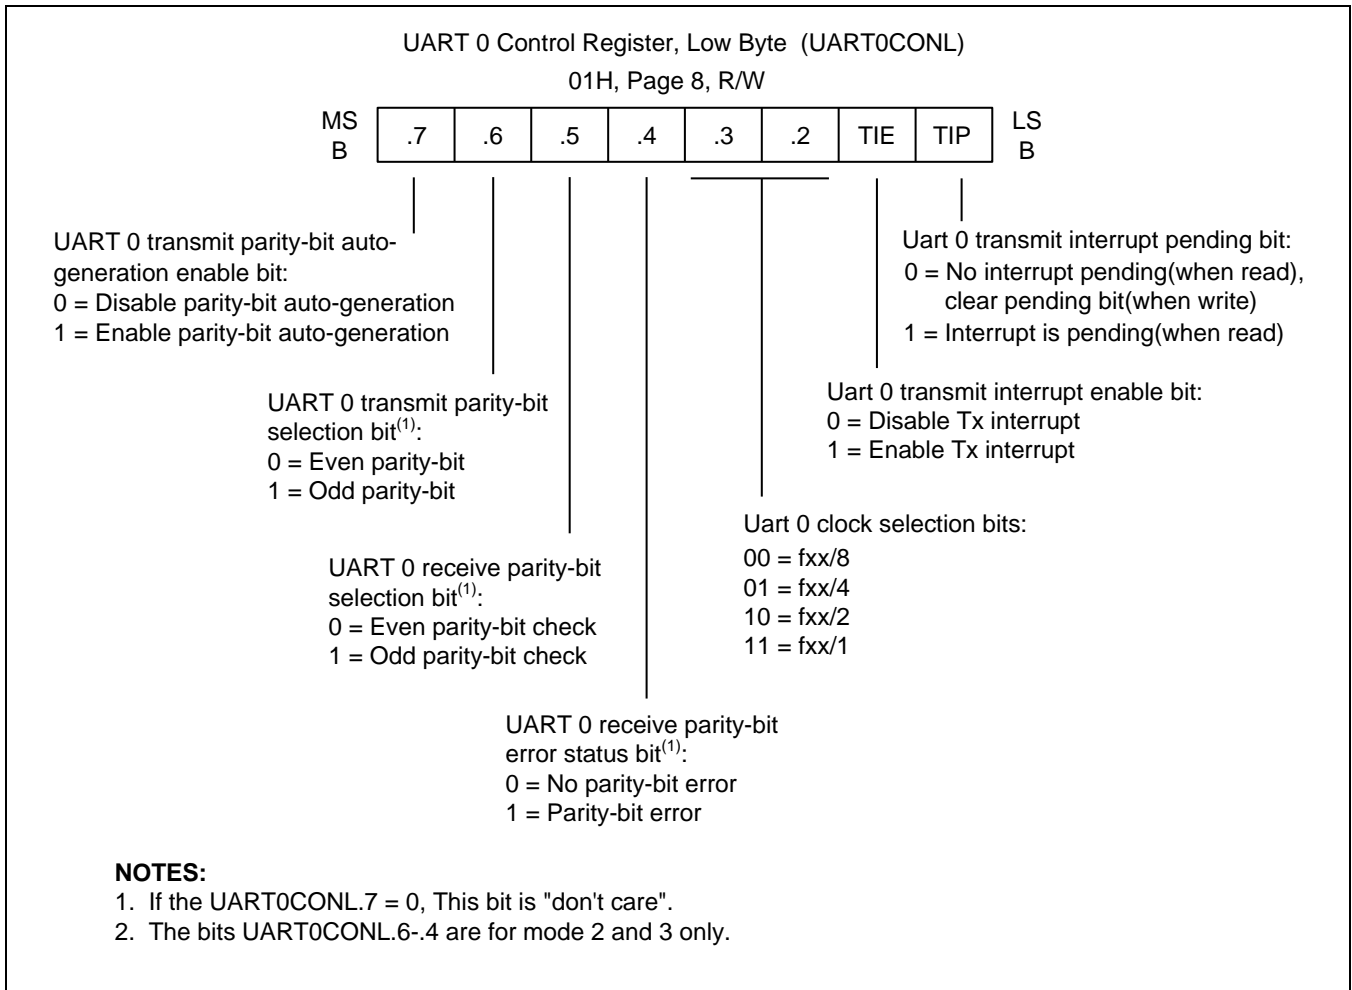 UART 0 Control Register, Low Byte (UART0CONL)
01H, Page 8, R/W
MS
B
.7 .6 .5 .4 .3 .2 TIE TIP
LS
B
UART 0 transmit parity-bit auto-
generation enable bit:
0 = Disable parity-bit auto-generation
1 = Enable parity-bit auto-generation
Uart 0 transmit interrupt pending bit:
0 = No interrupt pending(when read),
clear pending bit(when write)
1 = Interrupt is pending(when read)
UART 0 transmit parity-bit
selection bit(1):
0 = Even parity-bit
1 = Odd parity-bit
Uart 0 transmit interrupt enable bit:
0 = Disable Tx interrupt
1 = Enable Tx interrupt
UART 0 receive parity-bit
selection bit(1):
0 = Even parity-bit check
1 = Odd parity-bit check
Uart 0 clock selection bits:
00 = fxx/8
01 = fxx/4
10 = fxx/2
11 = fxx/1
UART 0 receive parity-bit
error status bit(1):
0 = No parity-bit error
1 = Parity-bit error
NOTES:
1. If the UART0CONL.7 = 0, This bit is "don't care".
2. The bits UART0CONL.6-.4 are for mode 2 and 3 only.